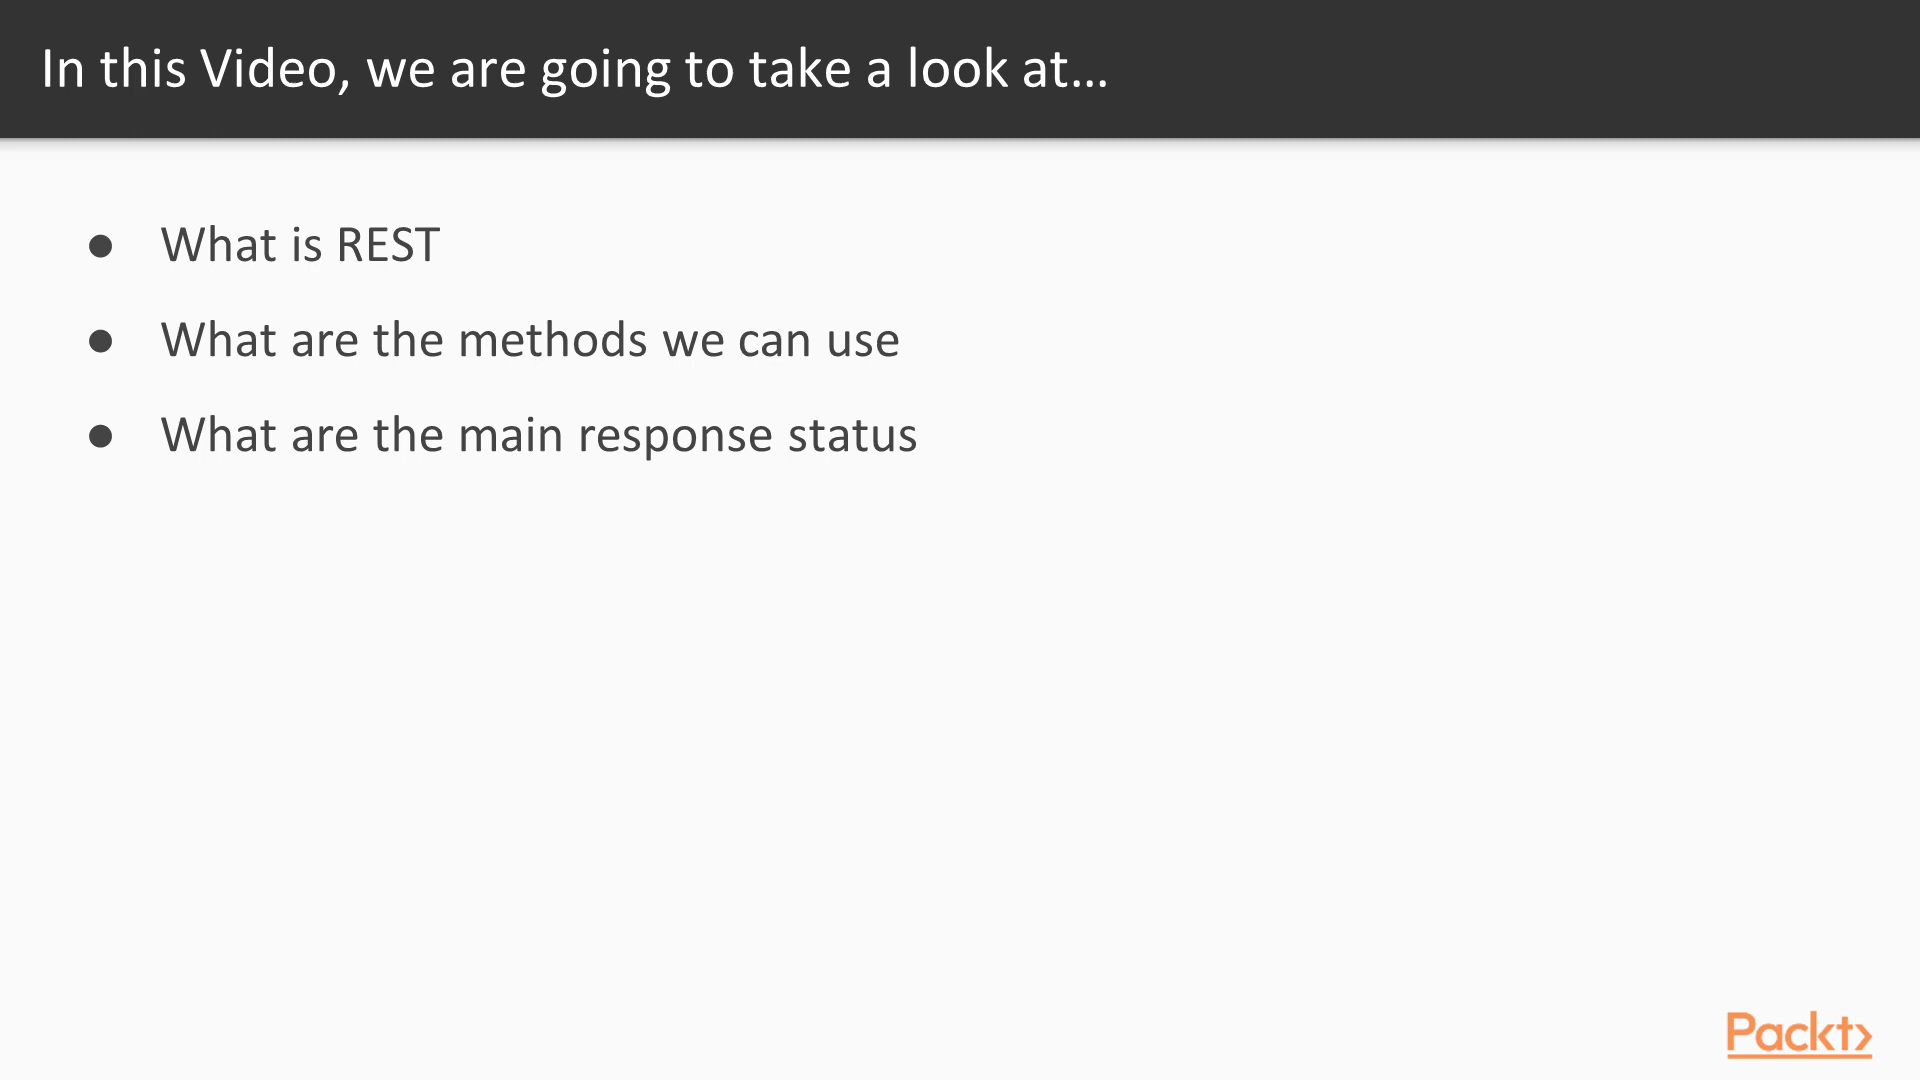 In this Video, we are going to take a look at...
● What is REST
● What are the methods we can use
● What are the main response status
Packt>